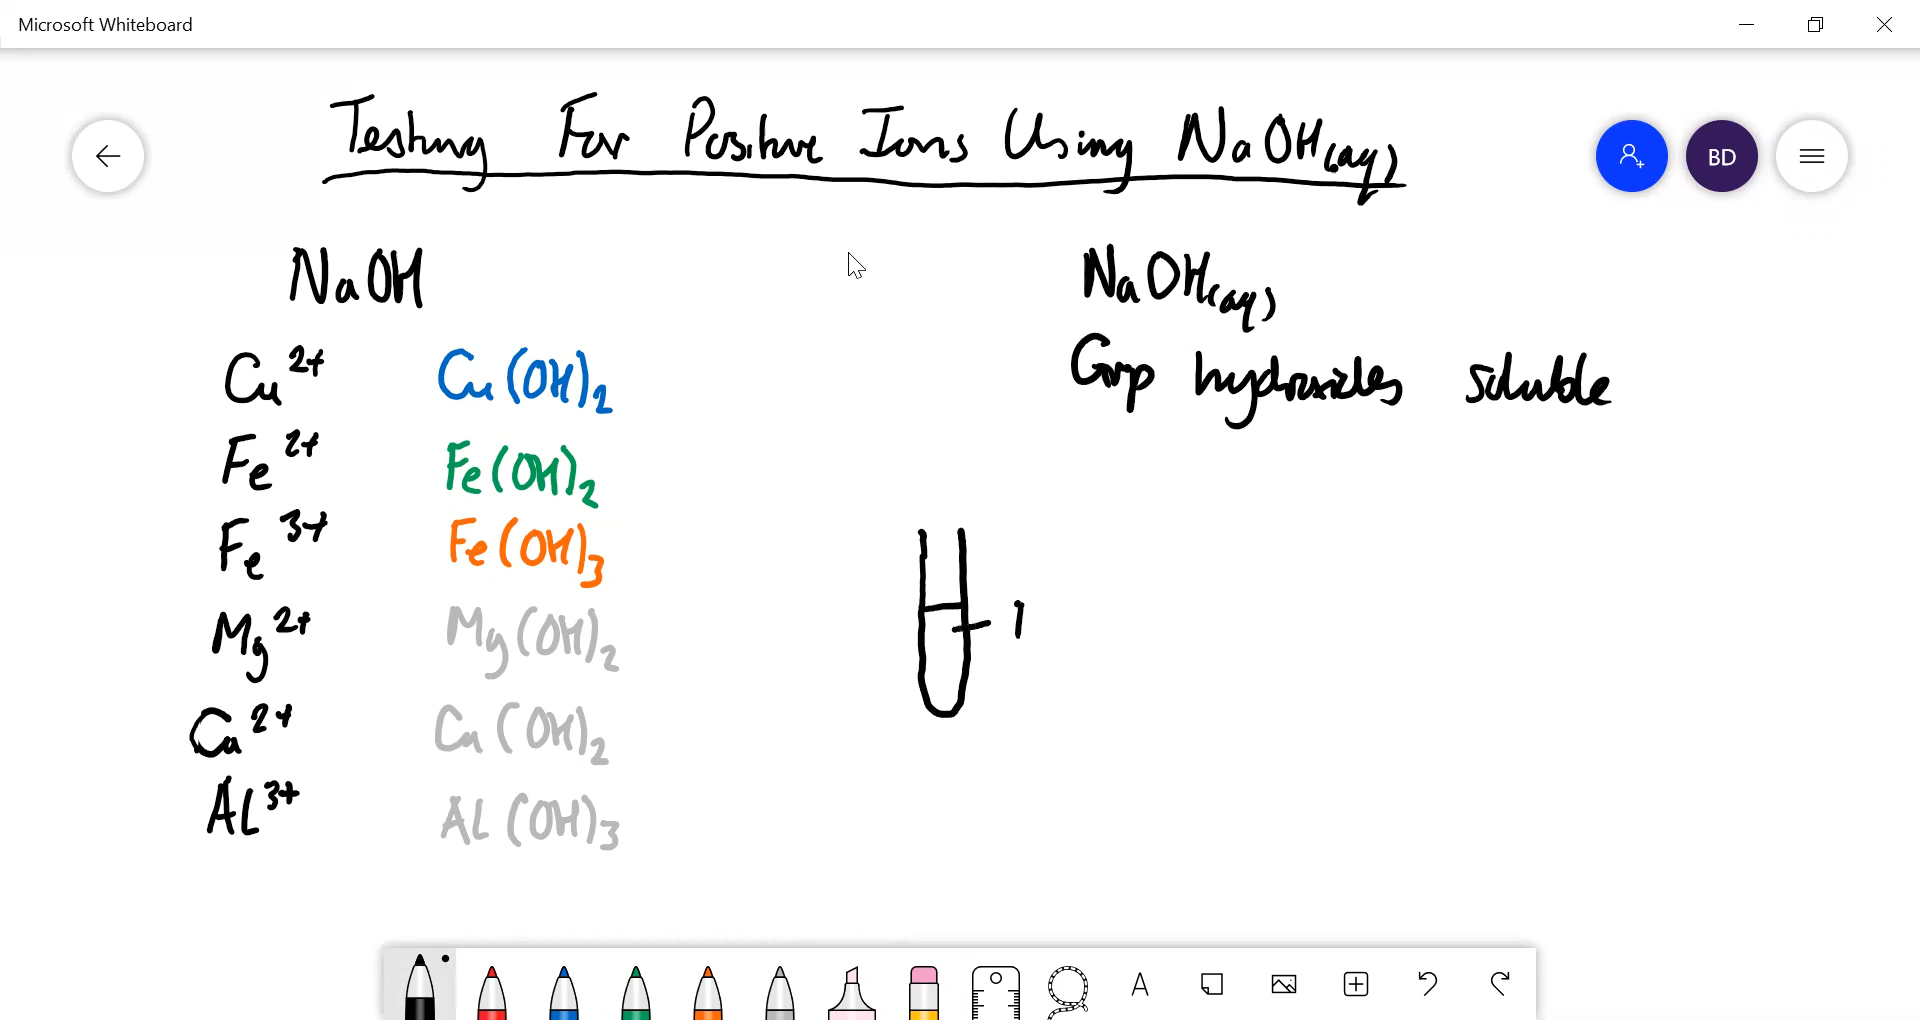 Microsoft Whiteboard
Testing For Positive Ions Using NaOH(aq)
BD
NaOH
Cu2+ Cu(OH)2
Fe2+ Fe(OH)2
Fe3+ Fe(OH)3
Mg2+ Mg(OH)2
Ca2+ Ca(OH)2
AL3+ AL(OH)3
NaOH(aq)
Grp hydroxides soluble
1
A